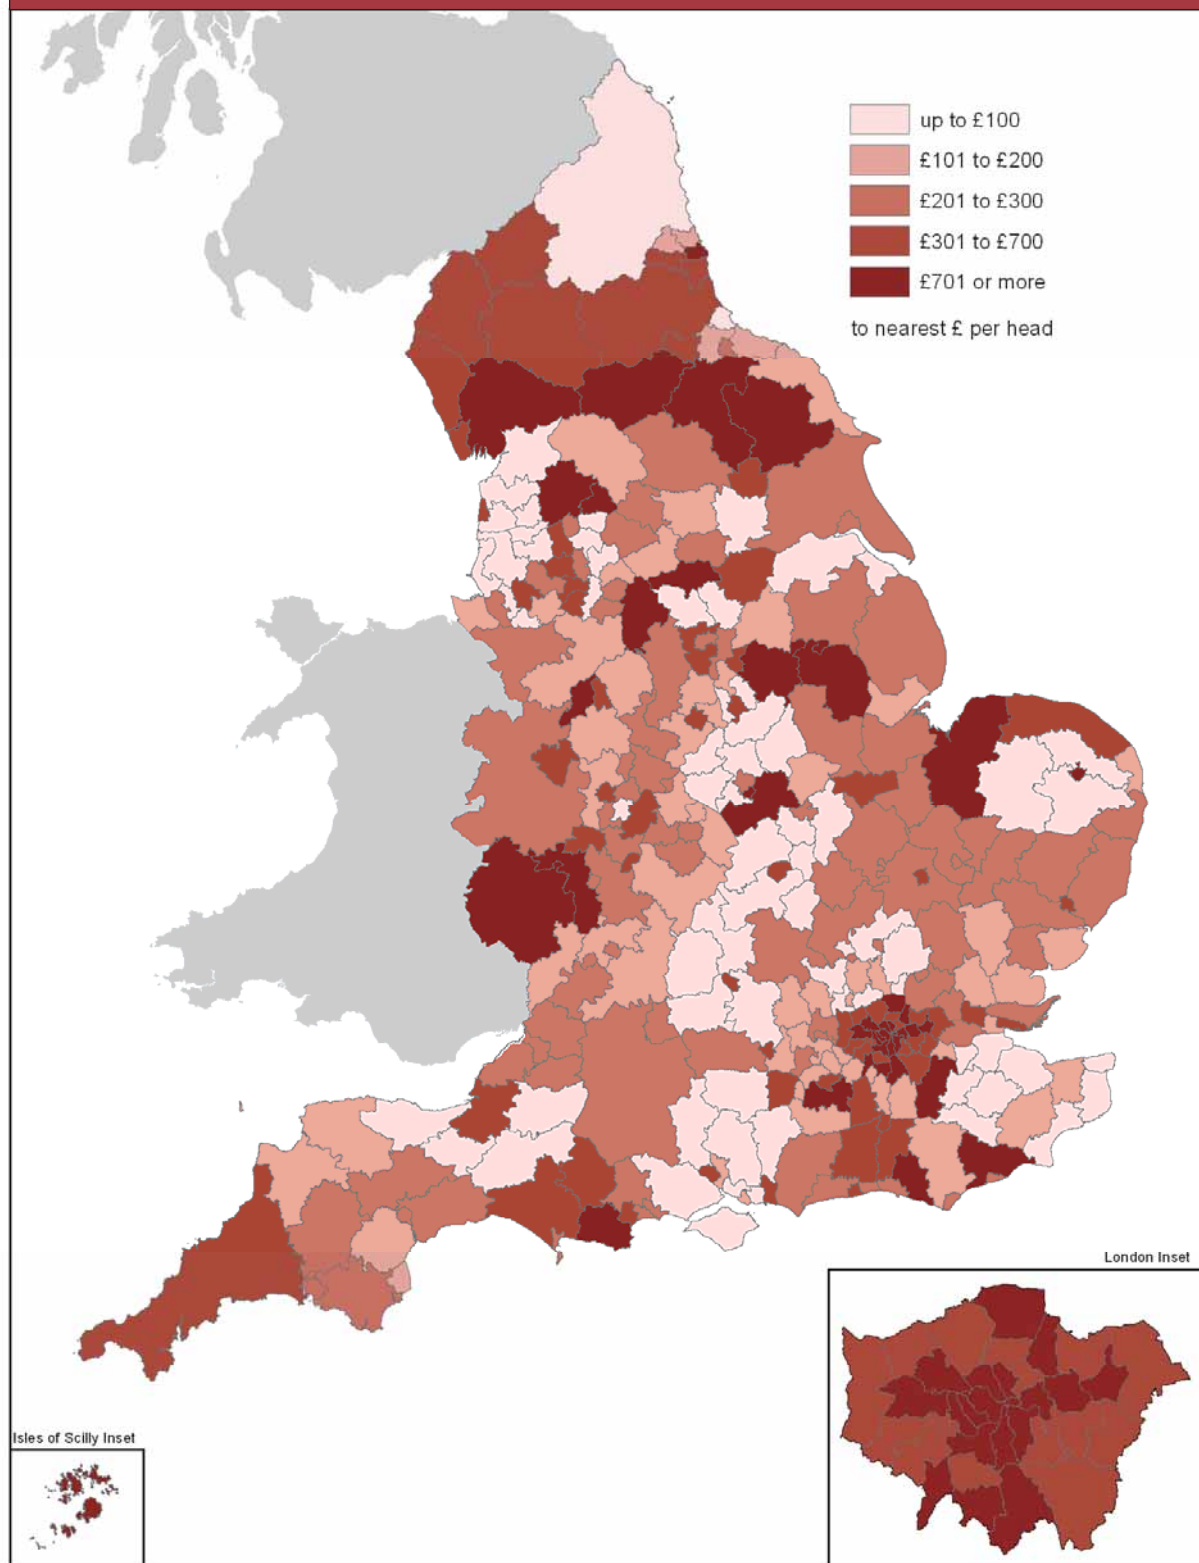 up to £100
£101 to £200
£201 to £300
£301 to £700
£701 or more
to nearest £ per head
London Inset
Isles of Scilly Inset